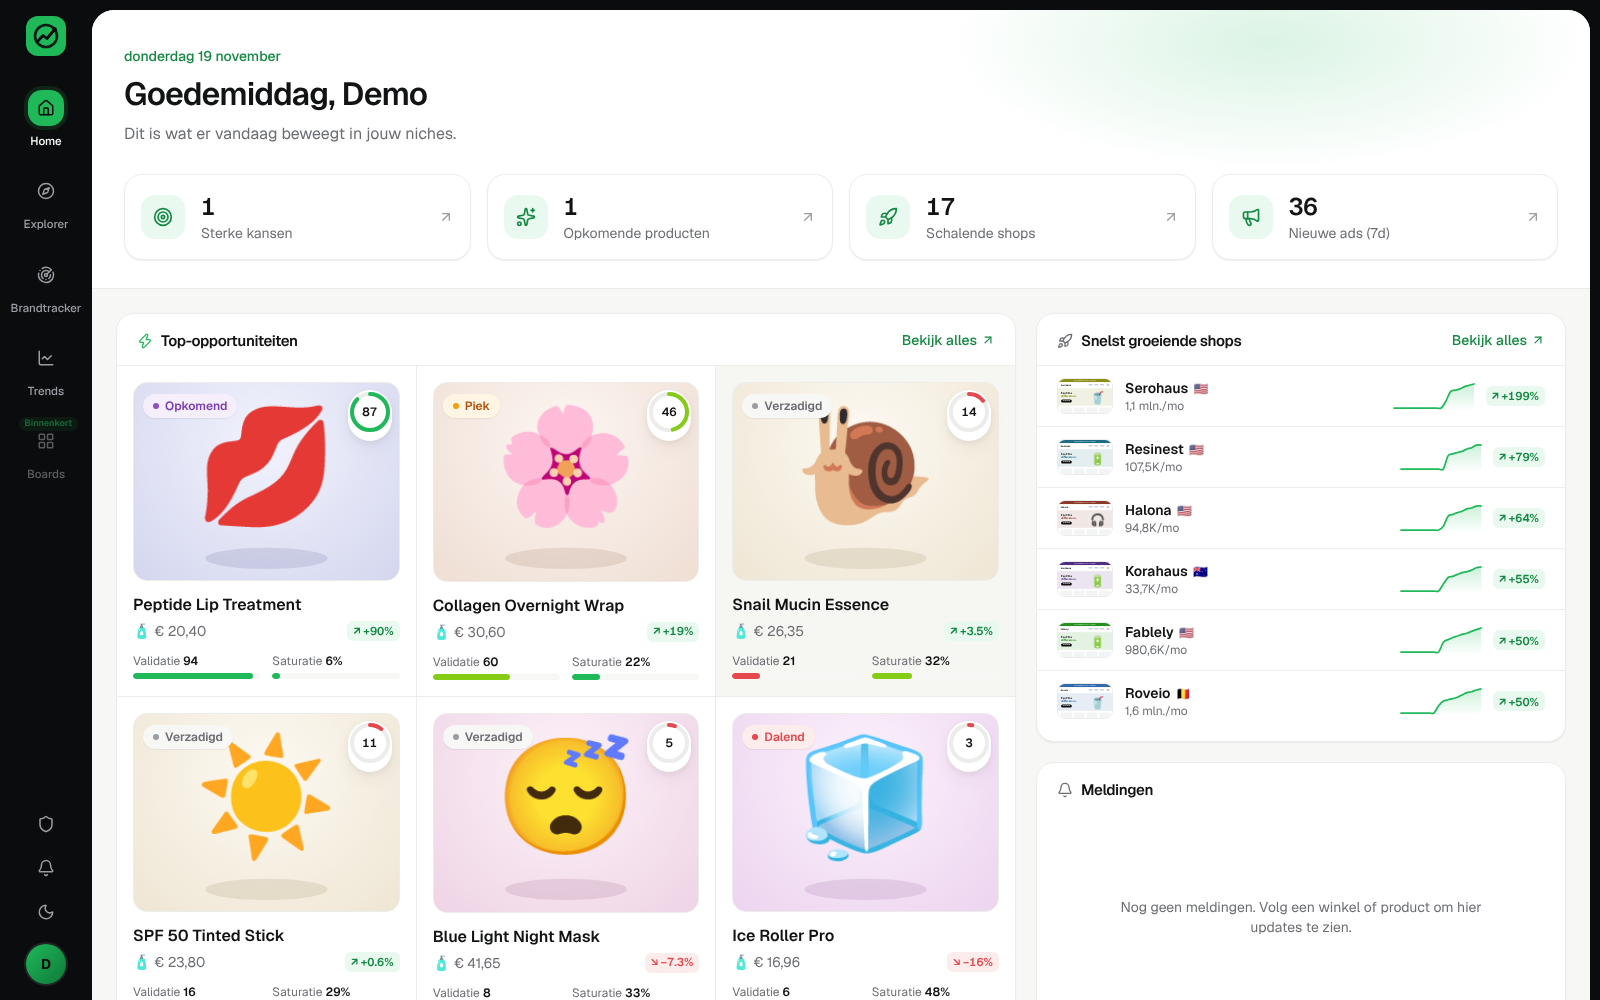 donderdag 19 november
Goedemiddag, Demo
Dit is wat er vandaag beweegt in jouw niches.
Home
Explorer
Brandtracker
Trends
Binnenkort
Boards
D
1
Sterke kansen
1
Opkomende producten
17
Schalende shops
36
Nieuwe ads (7d)
Top-opportuniteiten
Bekijk alles
Opkomend
87
Peptide Lip Treatment
€ 20,40
+90%
Validatie 94
Saturatie 6%
Piek
46
Collagen Overnight Wrap
€ 30,60
+19%
Validatie 60
Saturatie 22%
Verzadigd
14
Snail Mucin Essence
€ 26,35
+3.5%
Validatie 21
Saturatie 32%
Verzadigd
11
SPF 50 Tinted Stick
€ 23,80
+0.6%
Validatie 16
Saturatie 29%
Verzadigd
5
Blue Light Night Mask
€ 41,65
-7.3%
Validatie 8
Saturatie 33%
Dalend
3
Ice Roller Pro
€ 16,96
-16%
Validatie 6
Saturatie 48%
Snelst groeiende shops
Bekijk alles
Serohaus
1,1 mln./mo
+199%
Resinest
107,5K/mo
+79%
Halona
94,8K/mo
+64%
Korahaus
33,7K/mo
+55%
Fablely
980,6K/mo
+50%
Roveio
1,6 mln./mo
+50%
Meldingen
Nog geen meldingen. Volg een winkel of product om hier
updates te zien.